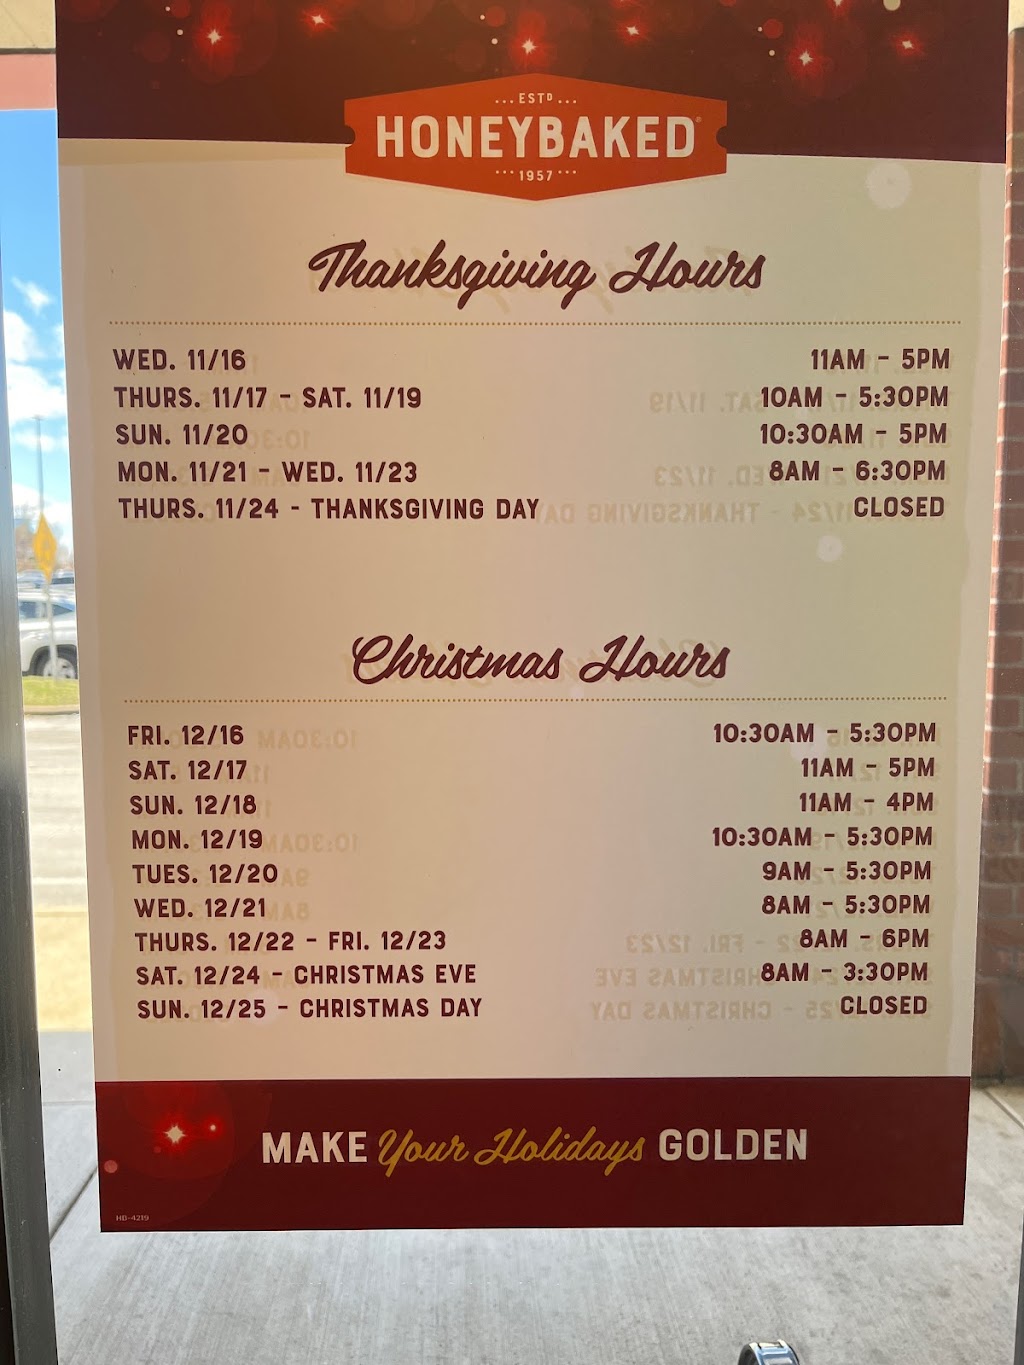 ESTD
HONEYBAKED®
1957
Thanksgiving Hours
WED. 11/16 11AM - 5PM
THURS. 11/17 - SAT. 11/19 10AM - 5:30PM
SUN. 11/20 10:30AM - 5PM
MON. 11/21 - WED. 11/23 8AM - 6:30PM
THURS. 11/24 - THANKSGIVING DAY CLOSED
Christmas Hours
FRI. 12/16 10:30AM - 5:30PM
SAT. 12/17 11AM - 5PM
SUN. 12/18 11AM - 4PM
MON. 12/19 10:30AM - 5:30PM
TUES. 12/20 9AM - 5:30PM
WED. 12/21 8AM - 5:30PM
THURS. 12/22 - FRI. 12/23 8AM - 6PM
SAT. 12/24 - CHRISTMAS EVE 8AM - 3:30PM
SUN. 12/25 - CHRISTMAS DAY CLOSED
MAKE Your Holidays GOLDEN
HD-4219